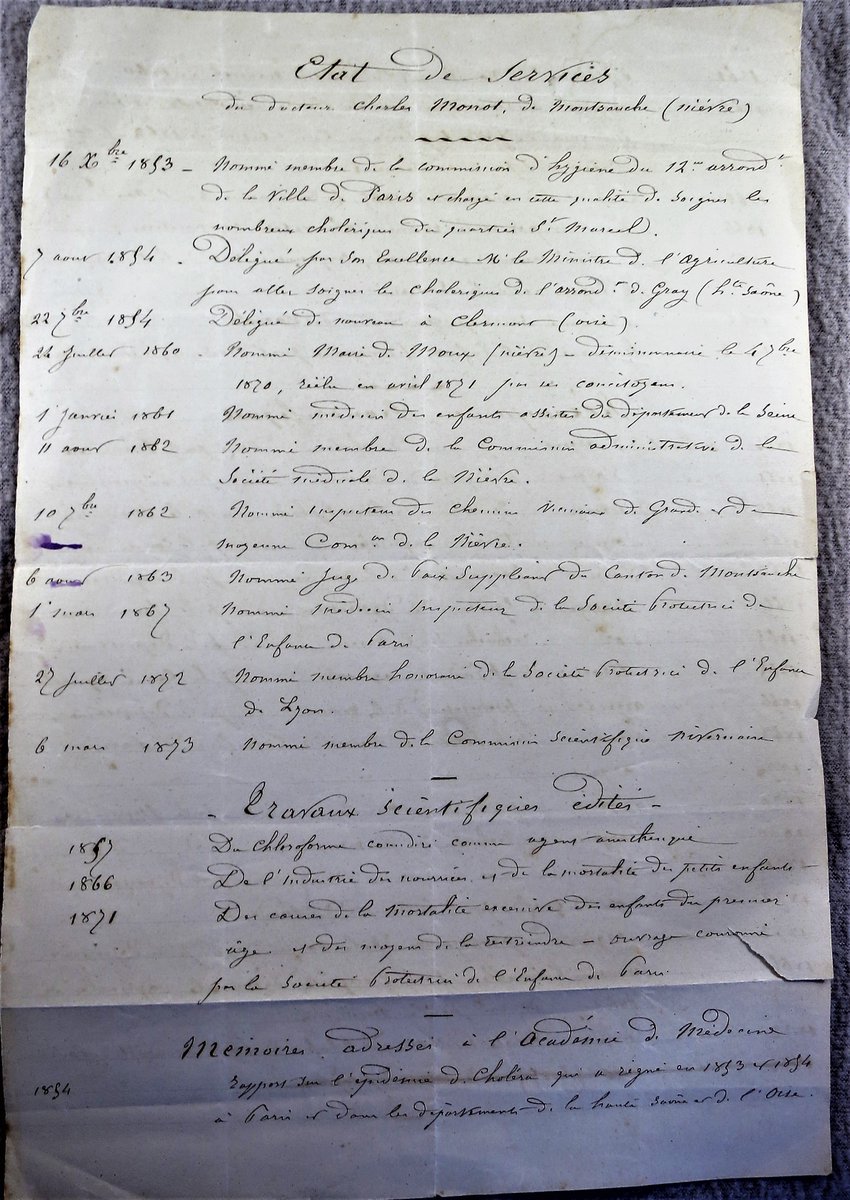 Etat de Services
du docteur Charles Monot, de Montsauche (nièvre)
16 Xbre 1853 - Nommé membre de la commission d'hygiène du 12me arrondt
de la Ville de Paris et chargé en cette qualité de soigner les
nombreux cholériques du quartier St Marcel.
7 aout 1854 - Délégué par Son Excellence Mr le Ministre de l'agriculture
pour aller soigner les cholériques de l'arrondt de Gray (hte Saône)
22 7bre 1854 Délégué de nouveau à Clermont (oise).
24 Juillet 1860 - Nommé Maire de Moux (nièvre) - démissionnaire le 4 7bre
1870, réélu en avril 1871 par ses concitoyens.
1r Janvier 1861 Nommé médecin des enfants assistés du département de la Seine
11 aout 1862 Nommé membre de la Commission administrative de la
Société médicale de la Nièvre.
10 7bre 1862 Nommé inspecteur des chemins vicinaux de Grande et de
moyenne Comon de la Nièvre.
6 aout 1863 Nommé Juge de Paix Suppléant du Canton de Montsauche
1r mars 1867 Nommé médecin inspecteur de la Société Protectrice de
l'Enfance de Paris
27 Juillet 1872 Nommé membre honoraire de la Société Protectrice de l'Enfance
de Lyon.
6 mars 1873 Nommé membre de la Commission Scientifique Nivernaise
- Travaux scientifiques édités -
1857 Du Chloroforme considéré comme agent anesthésique
1866 De l'Industrie des nourrices et de la mortalité des petits enfants -
1871 Des causes de la Mortalité excessive des enfants du premier
âge et des moyens de la restreindre - ouvrage couronné
par la Société Protectrice de l'Enfance de Paris
Mémoires adressés à l'Académie de Médecine
1854 rapport sur l'épidémie de Choléra qui a régné en 1853 et 1854
à Paris et dans les départements de la haute Saône et de l'Oise.